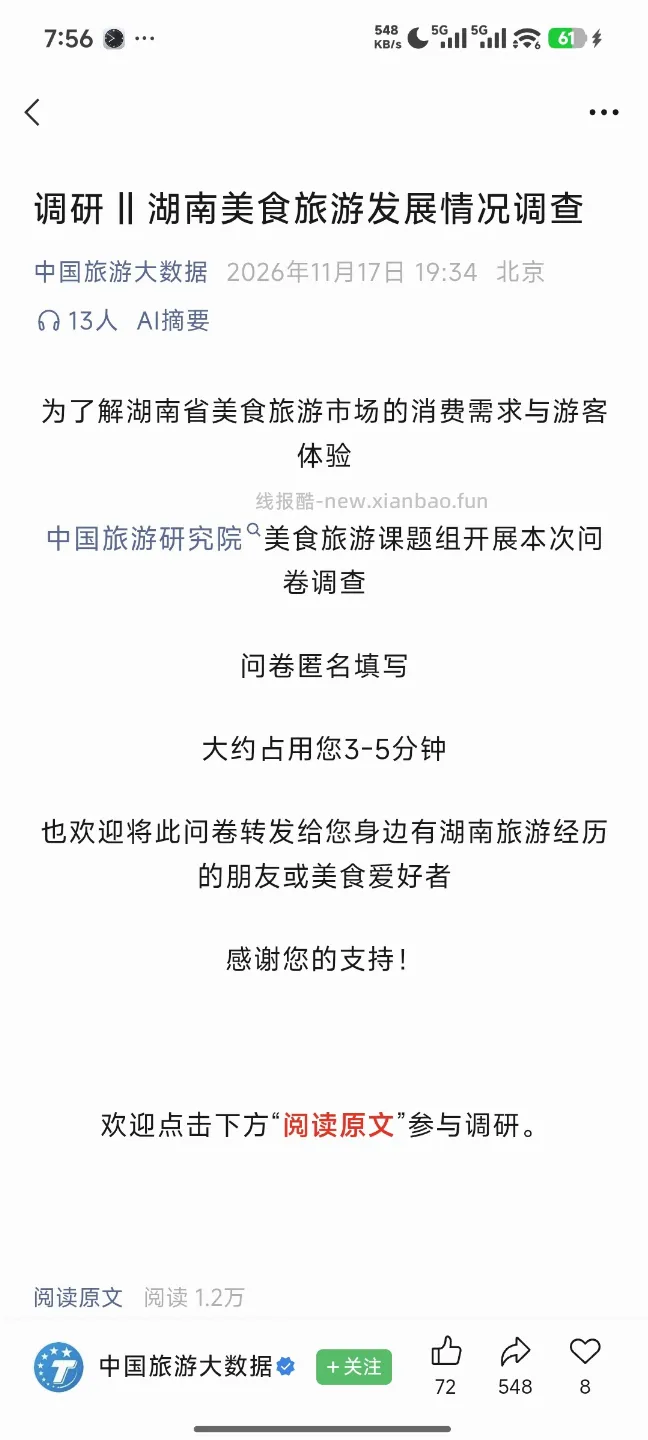 7:56 ··· 548 KB/s 5G 5G 6 61
调研 || 湖南美食旅游发展情况调查
中国旅游大数据 2026年11月17日 19:34 北京
13人 AI摘要
为了解湖南省美食旅游市场的消费需求与游客
体验
线报酷-new.xianbao.fun
中国旅游研究院美食旅游课题组开展本次问
卷调查
问卷匿名填写
大约占用您3-5分钟
也欢迎将此问卷转发给您身边有湖南旅游经历
的朋友或美食爱好者
感谢您的支持！
欢迎点击下方“阅读原文”参与调研。
阅读原文 阅读 1.2万
中国旅游大数据 +关注
72 548 8